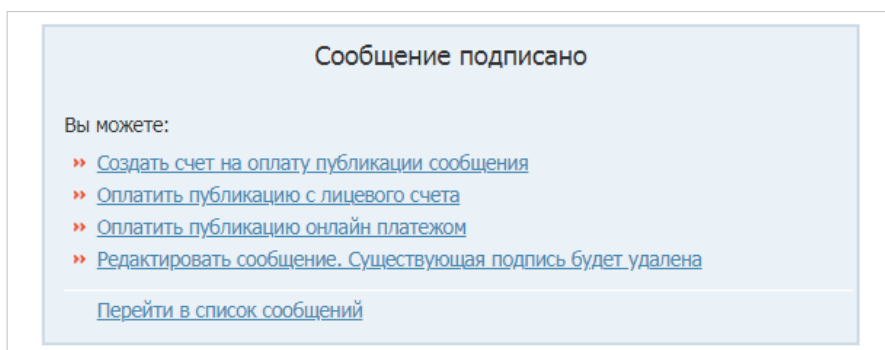 Сообщение подписано
Вы можете:
» Создать счет на оплату публикации сообщения
» Оплатить публикацию с лицевого счета
» Оплатить публикацию онлайн платежом
» Редактировать сообщение. Существующая подпись будет удалена
Перейти в список сообщений